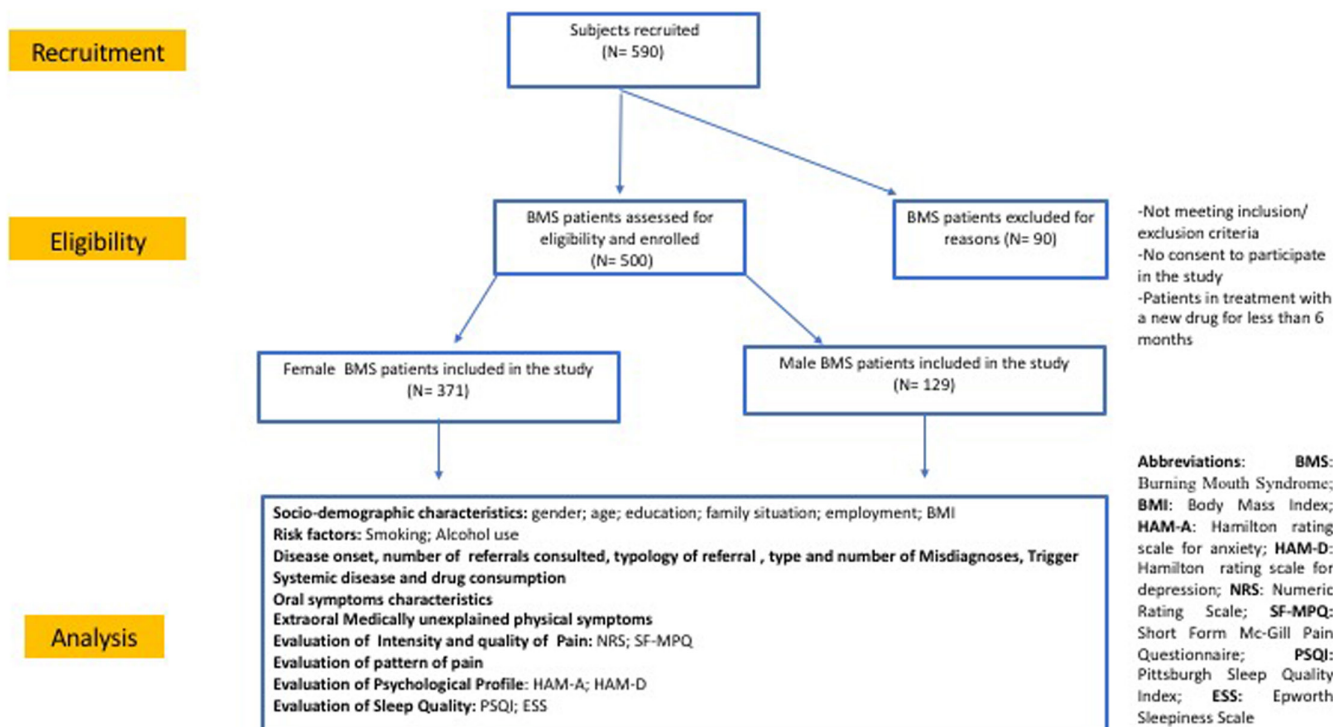 Recruitment
Subjects recruited
(N= 590)
Eligibility
BMS patients assessed for
eligibility and enrolled
(N= 500)
BMS patients excluded for
reasons (N= 90)
-Not meeting inclusion/
exclusion criteria
-No consent to participate
in the study
-Patients in treatment with
a new drug for less than 6
months
Female BMS patients included in the study
(N= 371)
Male BMS patients included in the study
(N= 129)
Analysis
Socio-demographic characteristics: gender; age; education; family situation; employment; BMI
Risk factors: Smoking; Alcohol use
Disease onset, number of referrals consulted, typology of referral , type and number of Misdiagnoses, Trigger
Systemic disease and drug consumption
Oral symptoms characteristics
Extraoral Medically unexplained physical symptoms
Evaluation of Intensity and quality of Pain: NRS; SF-MPQ
Evaluation of pattern of pain
Evaluation of Psychological Profile: HAM-A; HAM-D
Evaluation of Sleep Quality: PSQI; ESS
Abbreviations: BMS:
Burning Mouth Syndrome;
BMI: Body Mass Index;
HAM-A: Hamilton rating
scale for anxiety; HAM-D:
Hamilton rating scale for
depression; NRS: Numeric
Rating Scale; SF-MPQ:
Short Form Mc-Gill Pain
Questionnaire; PSQI:
Pittsburgh Sleep Quality
Index; ESS: Epworth
Sleepiness Scale